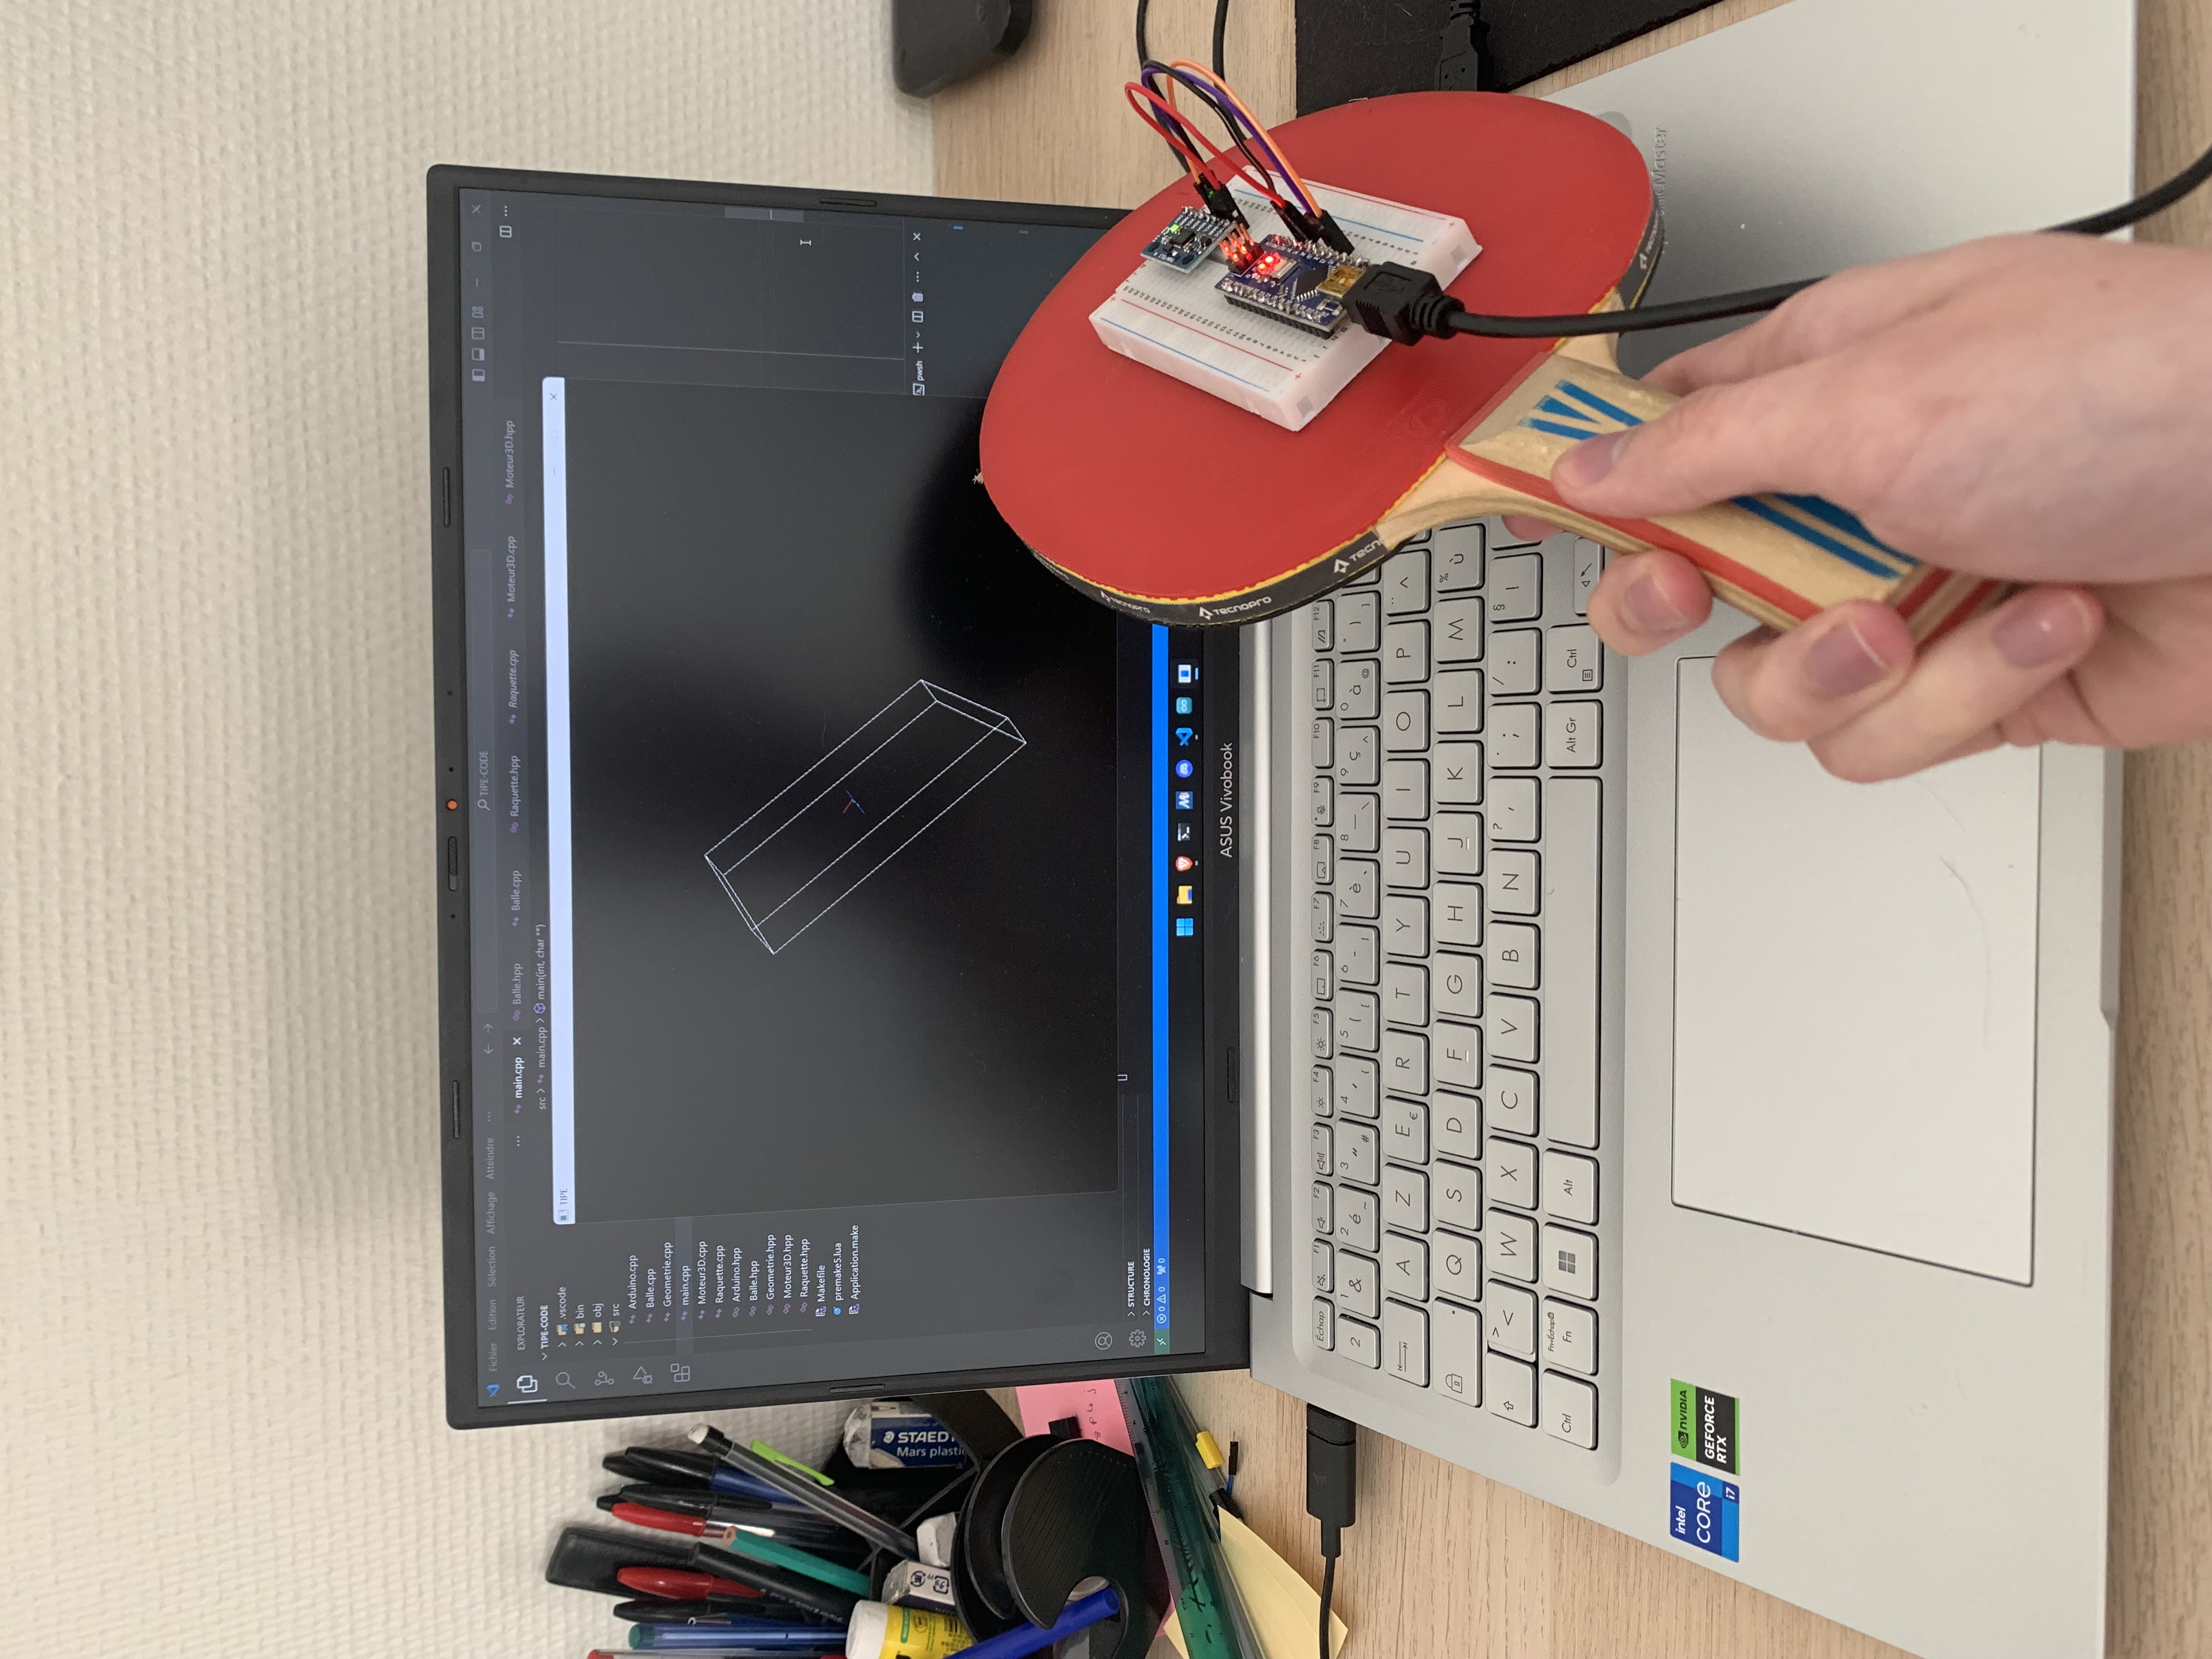 Fichier Edition Sélection Affichage Atteindre ··· TIPE-CODE
EXPLORATEUR ···
main.cpp Balle.hpp Balle.cpp Raquette.hpp Raquette.cpp Moteur3D.cpp Moteur3D.hpp
src > main.cpp > main(int, char **)
TIPE-CODE
.vscode
bin
obj
src
Arduino.cpp
Balle.cpp
Geometrie.cpp
main.cpp
Moteur3D.cpp
Raquette.cpp
Arduino.hpp
Balle.hpp
Geometrie.hpp
Moteur3D.hpp
Raquette.hpp
Makefile
premake5.lua
Application.make
TIPE
pwsh
STRUCTURE
CHRONOLOGIE
0 0 0
ASUS Vivobook
Échap F1 F2 F3 F4 F5 F6 F7 F8 F9 F10 F11 F12
2 1 & 2 é ~ 3 " # 4 ' { 5 ( [ 6 - | 7 è ` 8 _ \ 9 ç ^ 0 à @ ° ) ]
A Z E € R T Y U I O P ¨ ^
Q S D F G H J K L M % ù
> < W X C V B N ? , . ; / : § !
Ctrl Fn+Échap Fn Alt Alt Gr Ctrl
intel
CORE
i7
NVIDIA
GEFORCE
RTX
STAEDT
Mars plastic
TECNOPRO
TECN